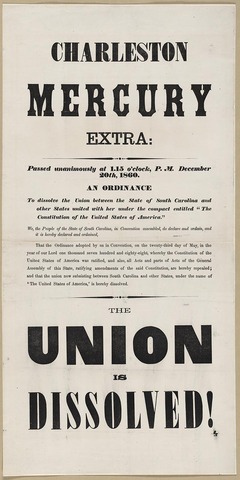 CHARLESTON
MERCURY
EXTRA:
Passed unanimously at 1.15 o'clock, P. M. December
20th, 1860.
AN ORDINANCE
To dissolve the Union between the State of South Carolina and
other States united with her under the compact entitled "The
Constitution of the United States of America."
We, the People of the State of South Carolina, in Convention assembled, do declare and ordain, and
it is hereby declared and ordained,
That the Ordinance adopted by us in Convention, on the twenty-third day of May, in the
year of our Lord one thousand seven hundred and eighty-eight, whereby the Constitution of the
United States of America was ratified, and also, all Acts and parts of Acts of the General
Assembly of this State, ratifying amendments of the said Constitution, are hereby repealed;
and that the union now subsisting between South Carolina and other States, under the name of
"The United States of America," is hereby dissolved.
THE
UNION
IS
DISSOLVED!